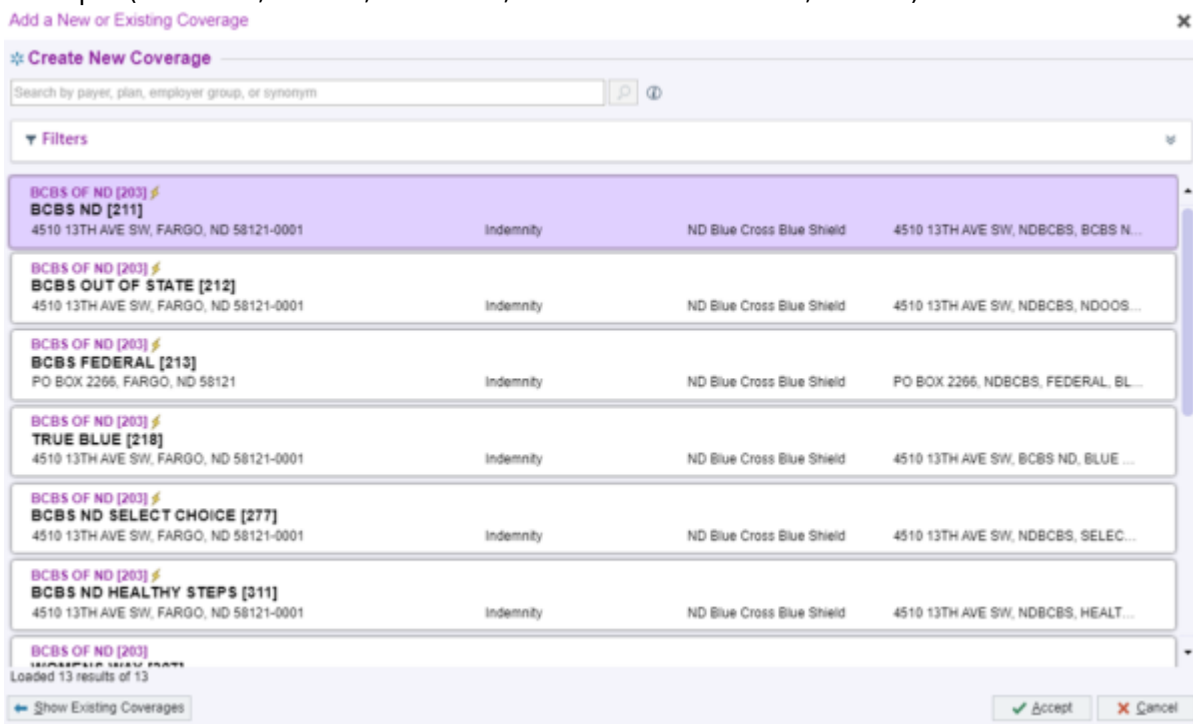 Add a New or Existing Coverage
Create New Coverage
Search by payer, plan, employer group, or synonym
Filters
BCBS OF ND [203]
BCBS ND [211]
4510 13TH AVE SW, FARGO, ND 58121-0001 Indemnity ND Blue Cross Blue Shield 4510 13TH AVE SW, NDBCBS, BCBS N...
BCBS OF ND [203]
BCBS OUT OF STATE [212]
4510 13TH AVE SW, FARGO, ND 58121-0001 Indemnity ND Blue Cross Blue Shield 4510 13TH AVE SW, NDBCBS, NDOOS...
BCBS OF ND [203]
BCBS FEDERAL [213]
PO BOX 2266, FARGO, ND 58121 Indemnity ND Blue Cross Blue Shield PO BOX 2266, NDBCBS, FEDERAL, BL...
BCBS OF ND [203]
TRUE BLUE [218]
4510 13TH AVE SW, FARGO, ND 58121-0001 Indemnity ND Blue Cross Blue Shield 4510 13TH AVE SW, BCBS ND, BLUE ...
BCBS OF ND [203]
BCBS ND SELECT CHOICE [277]
4510 13TH AVE SW, FARGO, ND 58121-0001 Indemnity ND Blue Cross Blue Shield 4510 13TH AVE SW, NDBCBS, SELEC...
BCBS OF ND [203]
BCBS ND HEALTHY STEPS [311]
4510 13TH AVE SW, FARGO, ND 58121-0001 Indemnity ND Blue Cross Blue Shield 4510 13TH AVE SW, NDBCBS, HEALT...
BCBS OF ND [203]
WOMENS WAY
Loaded 13 results of 13
Show Existing Coverages Accept Cancel